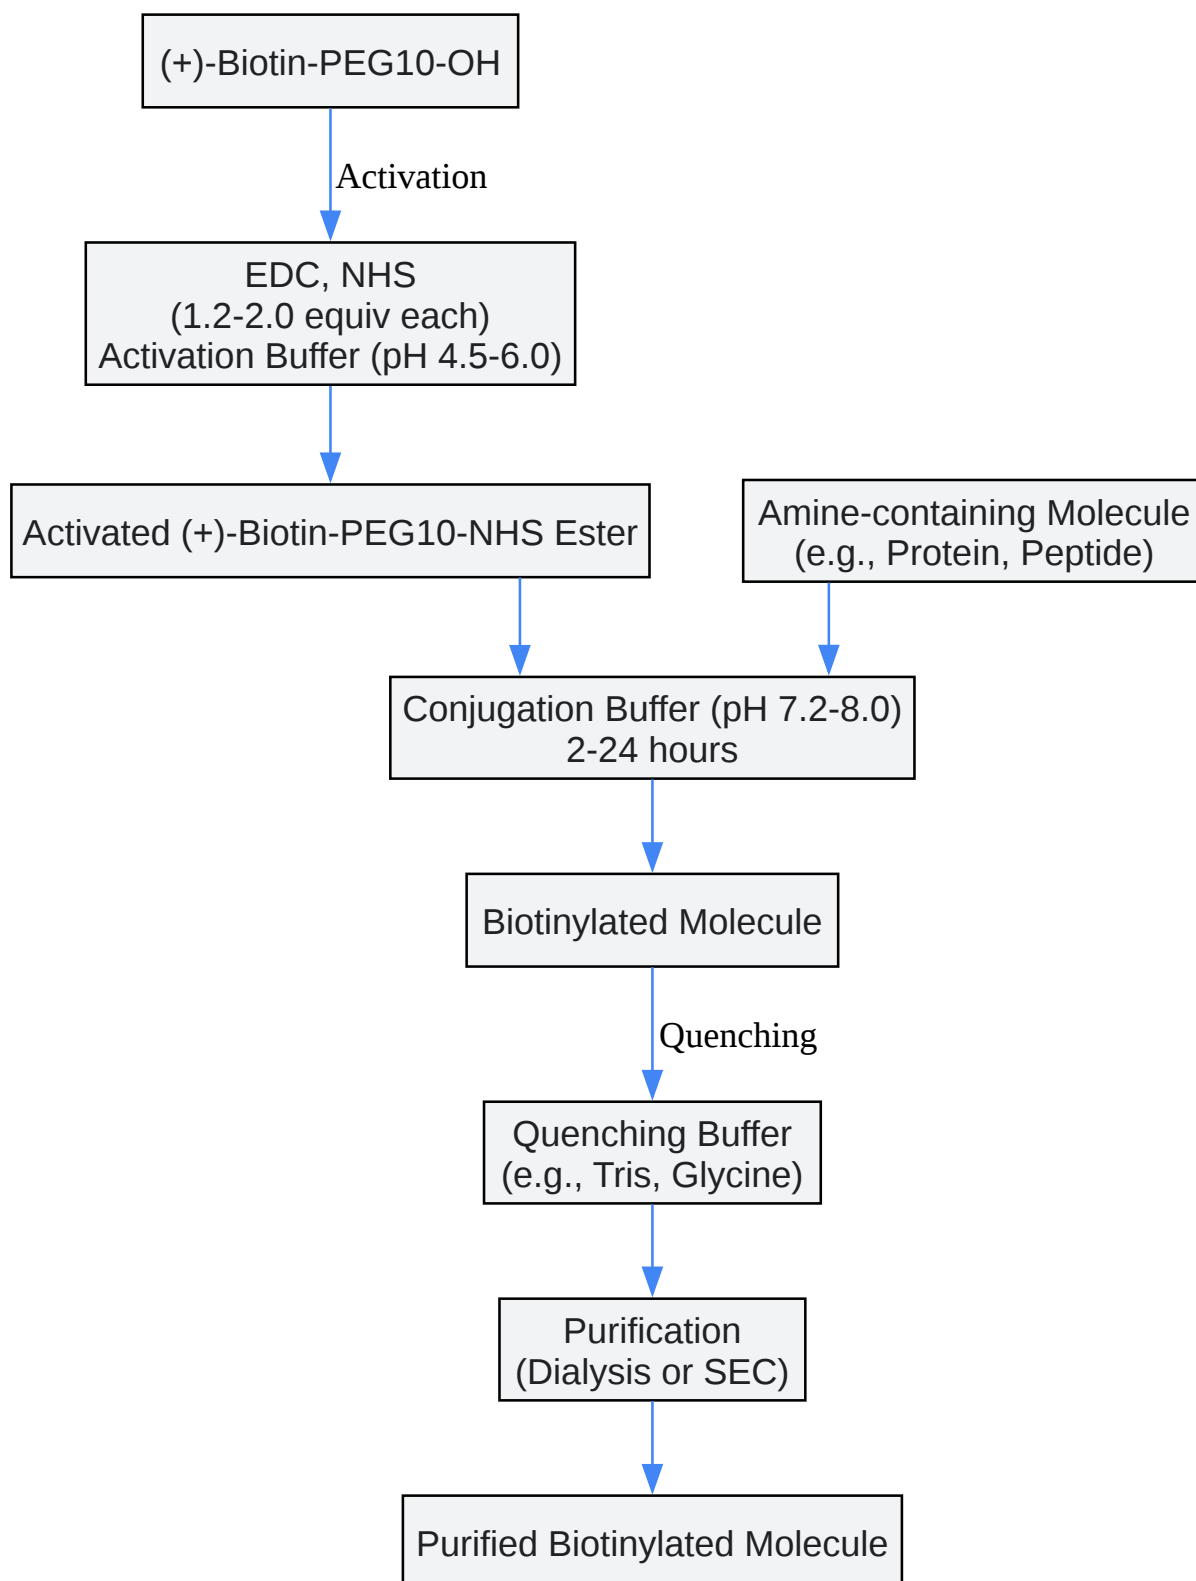 (+)-Biotin-PEG10-OH
Activation
EDC, NHS
(1.2-2.0 equiv each)
Activation Buffer (pH 4.5-6.0)
Activated (+)-Biotin-PEG10-NHS Ester
Amine-containing Molecule
(e.g., Protein, Peptide)
Conjugation Buffer (pH 7.2-8.0)
2-24 hours
Biotinylated Molecule
Quenching
Quenching Buffer
(e.g., Tris, Glycine)
Purification
(Dialysis or SEC)
Purified Biotinylated Molecule